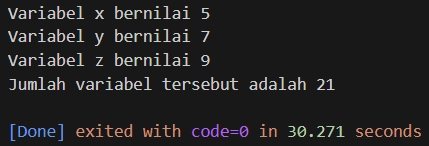 Variabel x bernilai 5
Variabel y bernilai 7
Variabel z bernilai 9
Jumlah variabel tersebut adalah 21
[Done] exited with code=0 in 30.271 seconds